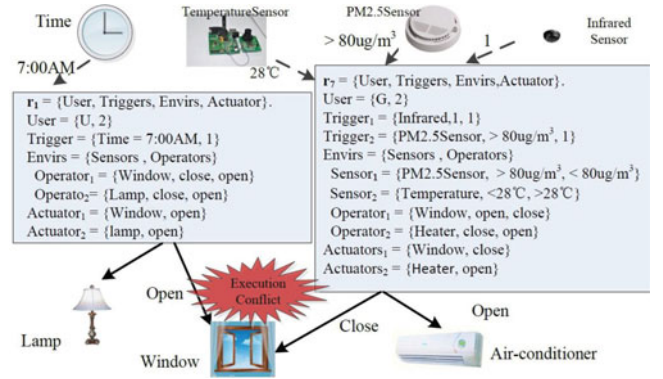 Time
TemperatureSensor
PM2.5Sensor
Infrared
Sensor
> 80ug/m³
1
7:00AM
28℃
r₁ = {User, Triggers, Envirs, Actuator}.
User = {U, 2}
Trigger = {Time = 7:00AM, 1}
Envirs = {Sensors , Operators}
Operator₁ = {Window, close, open}
Operato₂= {Lamp, close, open}
Actuator₁ = {Window, open}
Actuator₂ = {lamp, open}
r₇ = {User, Triggers, Envirs,Actuator}.
User = {G, 2}
Trigger₁ = {Infrared,1, 1}
Trigger₂ = {PM2.5Sensor, > 80ug/m³, 1}
Envirs = {Sensors , Operators}
Sensor₁ = {PM2.5Sensor, > 80ug/m³, < 80ug/m³}
Sensor₂ = {Temperature, <28℃, >28℃}
Operator₁ = {Window, open, close}
Operator₂ = {Heater, close, open}
Actuators₁ = {Window, close}
Actuators₂ = {Heater, open}
Execution
Conflict
Open
Close
Open
Lamp
Window
Air-conditioner